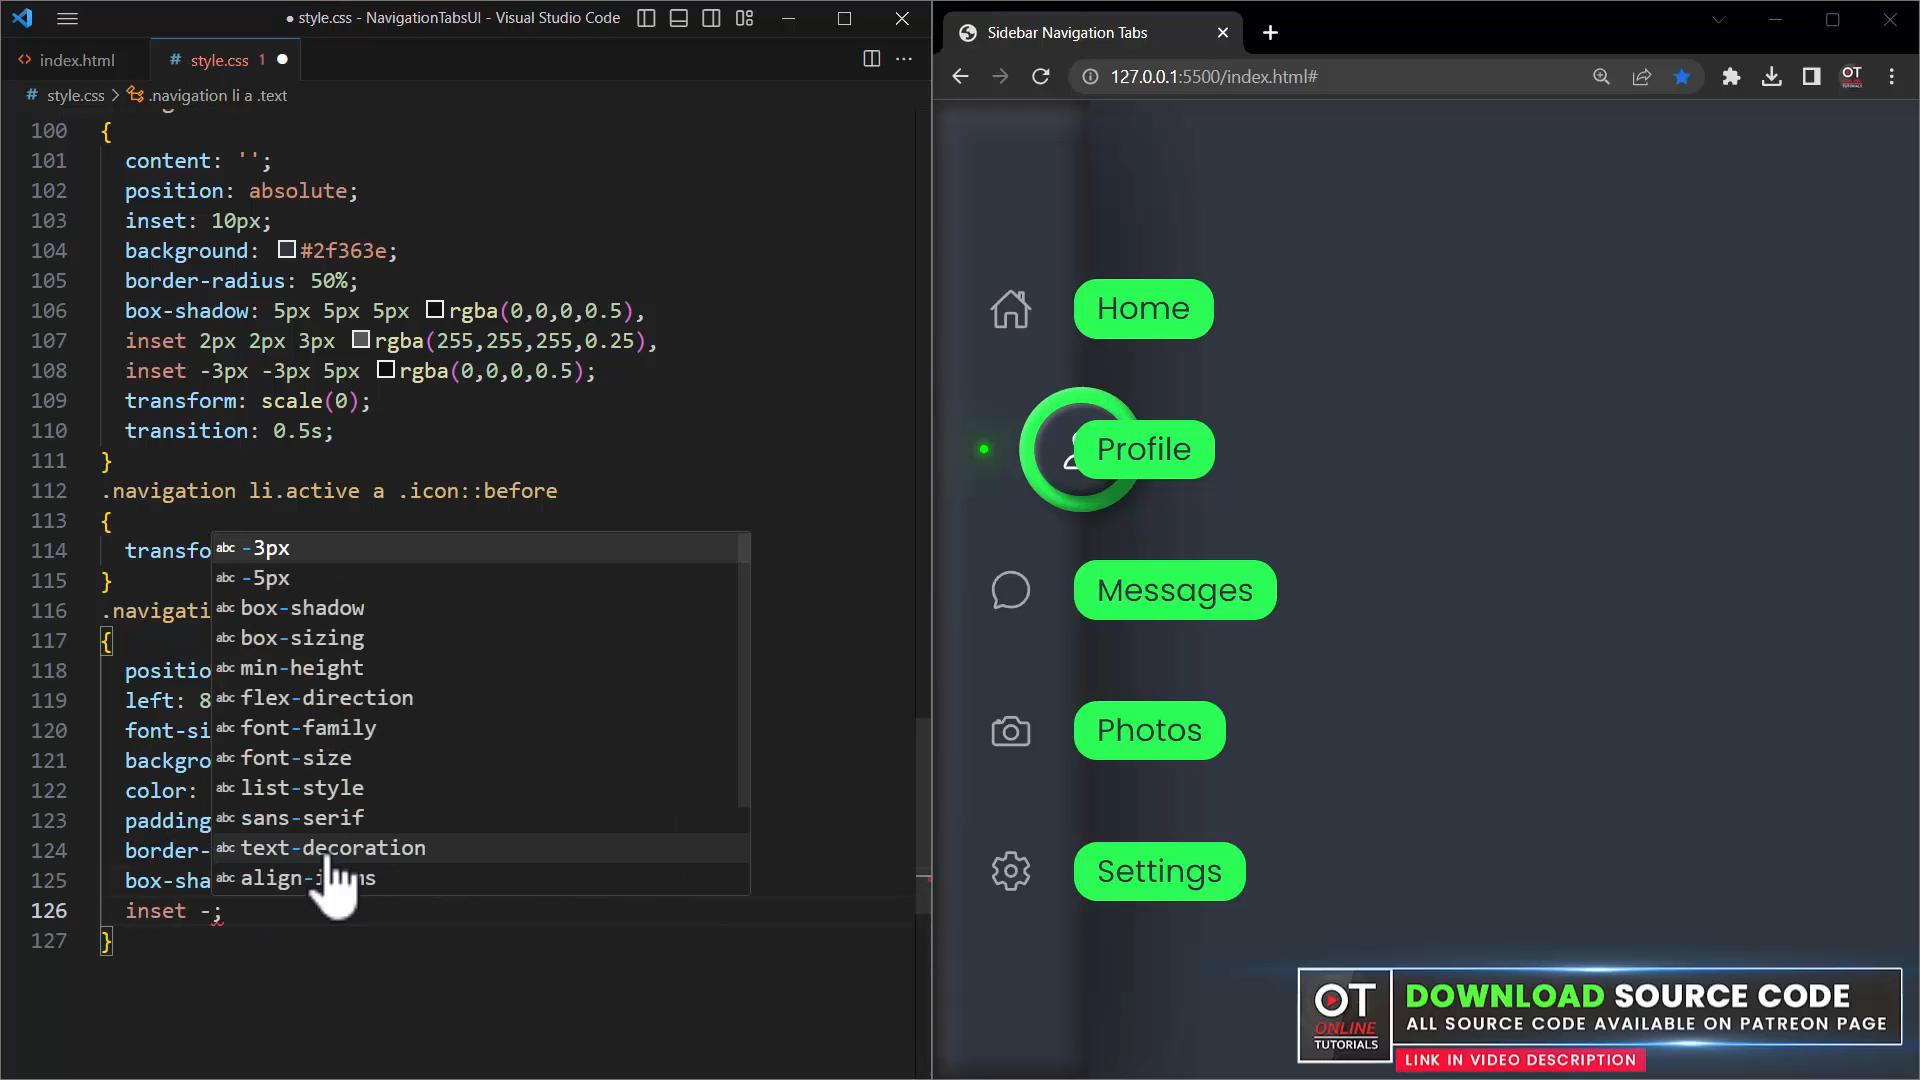 ● style.css - NavigationTabsUI - Visual Studio Code
<> index.html
# style.css 1 ●
# style.css > .navigation li a .text
100 {
101 content: '';
102 position: absolute;
103 inset: 10px;
104 background: #2f363e;
105 border-radius: 50%;
106 box-shadow: 5px 5px 5px rgba(0,0,0,0.5),
107 inset 2px 2px 3px rgba(255,255,255,0.25),
108 inset -3px -3px 5px rgba(0,0,0,0.5);
109 transform: scale(0);
110 transition: 0.5s;
111 }
112 .navigation li.active a .icon::before
113 {
114 transfo
115 }
116 .navigati
117 {
118 positio
119 left: 8
120 font-si
121 backgro
122 color:
123 padding
124 border-
125 box-sha
126 inset -;
127 }
abc -3px
abc -5px
abc box-shadow
abc box-sizing
abc min-height
abc flex-direction
abc font-family
abc font-size
abc list-style
abc sans-serif
abc text-decoration
Sidebar Navigation Tabs
127.0.0.1:5500/index.html#
Home
Profile
Messages
Photos
Settings
OT
ONLINE
TUTORIALS
DOWNLOAD SOURCE CODE
ALL SOURCE CODE AVAILABLE ON PATREON PAGE
LINK IN VIDEO DESCRIPTION